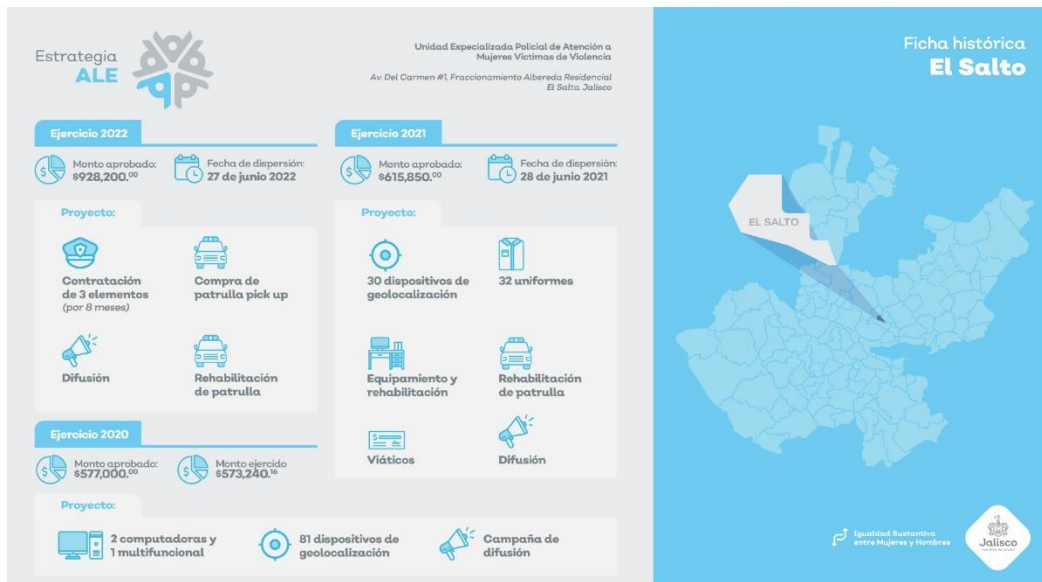 Estrategia
ALE
Unidad Especializada Policial de Atención a
Mujeres Víctimas de Violencia
Av. Del Carmen #1, Fraccionamiento Albereda Residencial
El Salto, Jalisco
Ejercicio 2022
Monto aprobado:
$928,200.00
Fecha de dispersión:
27 de junio 2022
Proyecto:
Contratación
de 3 elementos
(por 8 meses)
Compra de
patrulla pick up
Difusión
Rehabilitación
de patrulla
Ejercicio 2021
Monto aprobado:
$615,850.00
Fecha de dispersión:
28 de junio 2021
Proyecto:
30 dispositivos de
geolocalización
32 uniformes
Equipamiento y
rehabilitación
Rehabilitación
de patrulla
Viáticos
Difusión
Ejercicio 2020
Monto aprobado:
$577,000.00
Monto ejercido
$573,240.16
Proyecto:
2 computadoras y
1 multifuncional
81 dispositivos de
geolocalización
Campaña de
difusión
Ficha histórica
El Salto
EL SALTO
Igualdad Sustantiva
entre Mujeres y Hombres
Jalisco